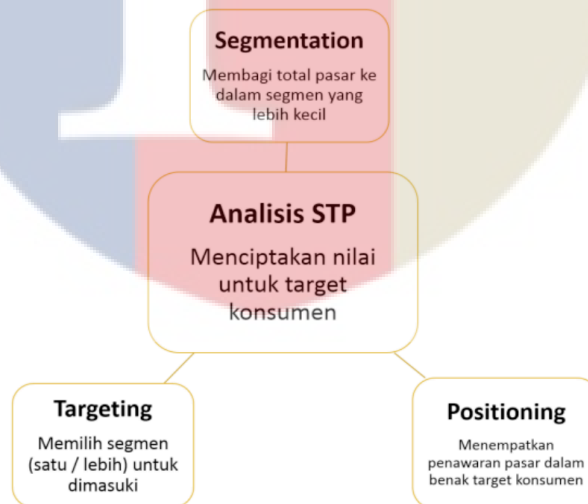 Segmentation
Membagi total pasar ke
dalam segmen yang
lebih kecil
Analisis STP
Menciptakan nilai
untuk target
konsumen
Targeting
Memilih segmen
(satu / lebih) untuk
dimasuki
Positioning
Menempatkan
penawaran pasar dalam
benak target konsumen